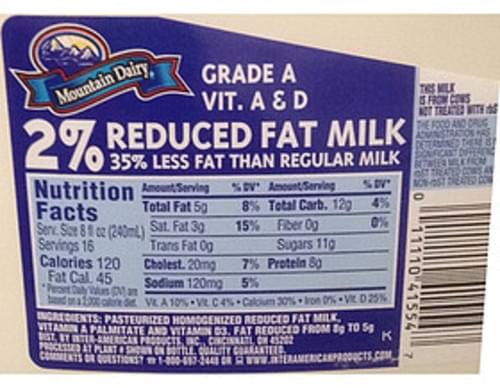 Mountain Dairy
GRADE A
VIT. A & D
2% REDUCED FAT MILK
35% LESS FAT THAN REGULAR MILK
Nutrition Facts
Serv. Size 8 fl oz (240mL)
Servings 16
Calories 120
Fat Cal. 45
*Percent Daily Values (DV) are
based on a 2,000 calorie diet.
Amount/Serving % DV* Amount/Serving % DV*
Total Fat 5g 8% Total Carb. 12g 4%
Sat. Fat 3g 15% Fiber 0g 0%
Trans Fat 0g Sugars 11g
Cholest. 20mg 7% Protein 8g
Sodium 120mg 5%
Vit. A 10% • Vit. C 4% • Calcium 30% • Iron 0% • Vit. D 25%
INGREDIENTS: PASTEURIZED HOMOGENIZED REDUCED FAT MILK,
VITAMIN A PALMITATE AND VITAMIN D3. FAT REDUCED FROM 8g TO 5g
DIST. BY INTER-AMERICAN PRODUCTS, INC., CINCINNATI, OH 45202
PROCESSED AT PLANT # SHOWN ON BOTTLE. QUALITY GUARANTEED.
COMMENTS OR QUESTIONS? 1-800-697-2448 OR WWW.INTERAMERICANPRODUCTS.COM
K
THIS MILK
IS FROM COWS
NOT TREATED WITH rbS
THE FOOD AND DRUG
ADMINISTRATION HAS
DETERMINED THERE IS
SIGNIFICANT DIFFEREN
BETWEEN MILK FROM
rbST TREATED COWS AN
NON-rbST TREATED COW
0 11110 41554 7